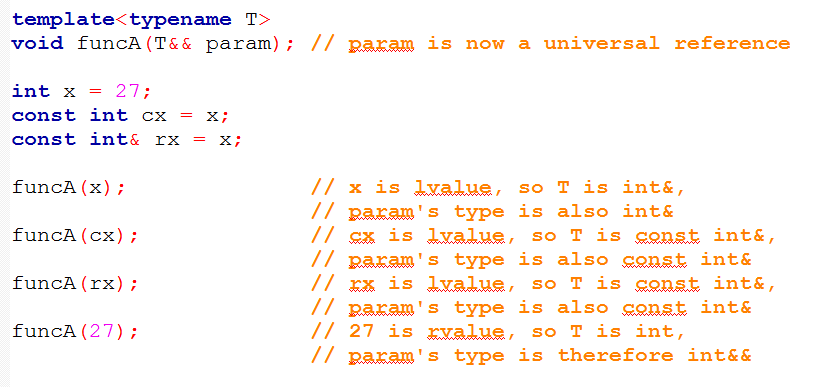 template<typename T>
void funcA(T&& param); // param is now a universal reference
int x = 27;
const int cx = x;
const int& rx = x;
funcA(x); // x is lvalue, so T is int&,
// param's type is also int&
funcA(cx); // cx is lvalue, so T is const int&,
// param's type is also const int&
funcA(rx); // rx is lvalue, so T is const int&,
// param's type is also const int&
funcA(27); // 27 is rvalue, so T is int,
// param's type is therefore int&&